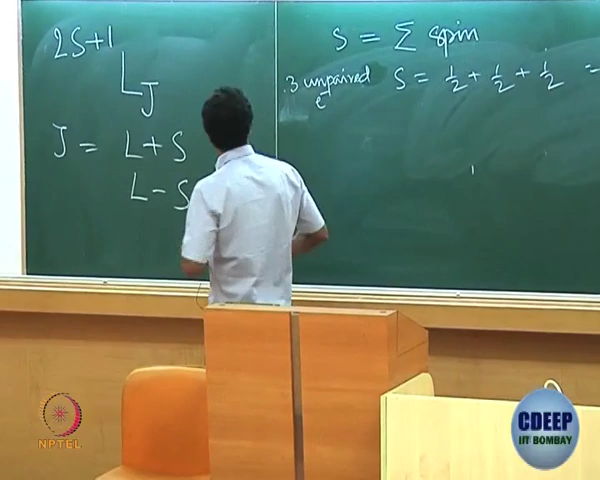 2S+1
L
J
J = L + S
L - S
S = Σ spin
3 unpaired e⁻ S = 1/2 + 1/2 + 1/2 =
NPTEL
CDEEP
IIT BOMBAY